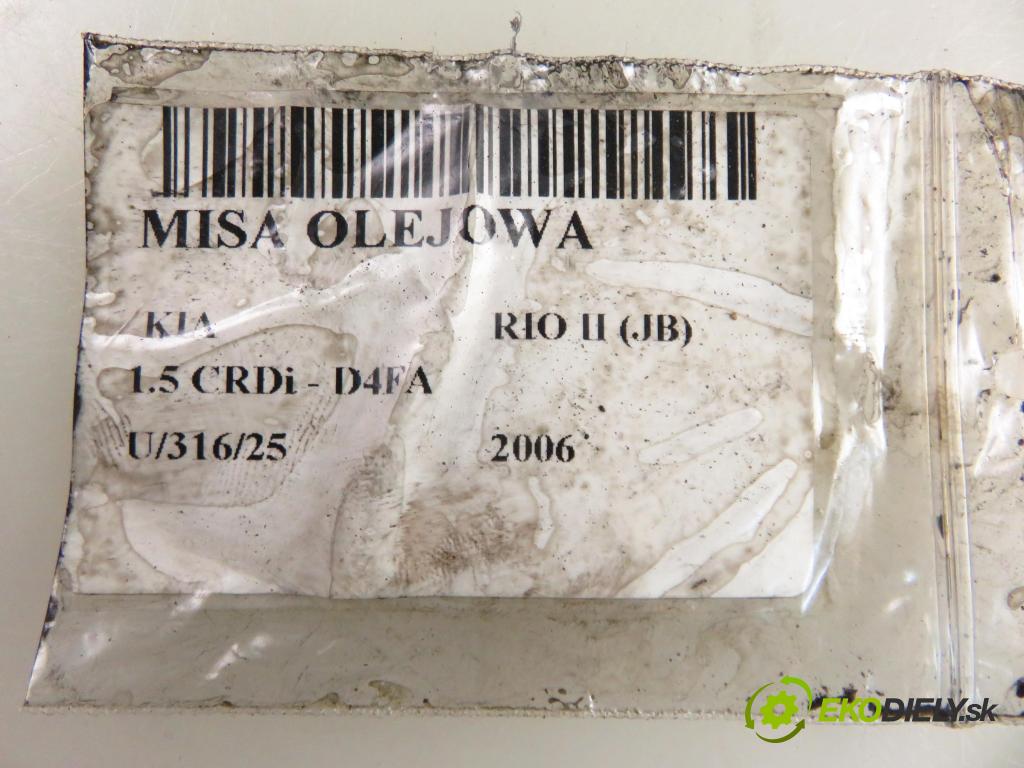 MISA OLEJOWA
KIA RIO II (JB)
1.5 CRDi - D4FA
U/316/25 2006
EKODIELY.sk